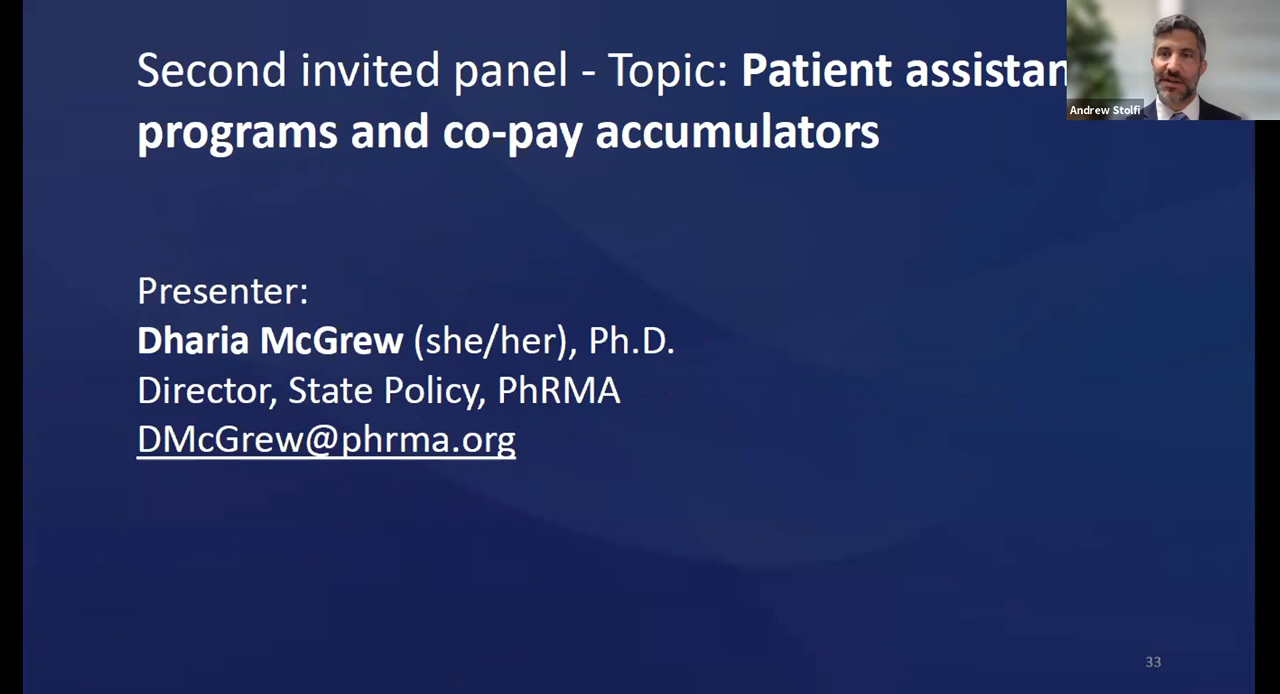 Second invited panel - Topic: Patient
programs and co-pay accumulators
Andrew Stolfi
Presenter:
Dharia McGrew (she/her), Ph.D.
Director, State Policy, PhRMA
DMcGrew@phrma.org
33